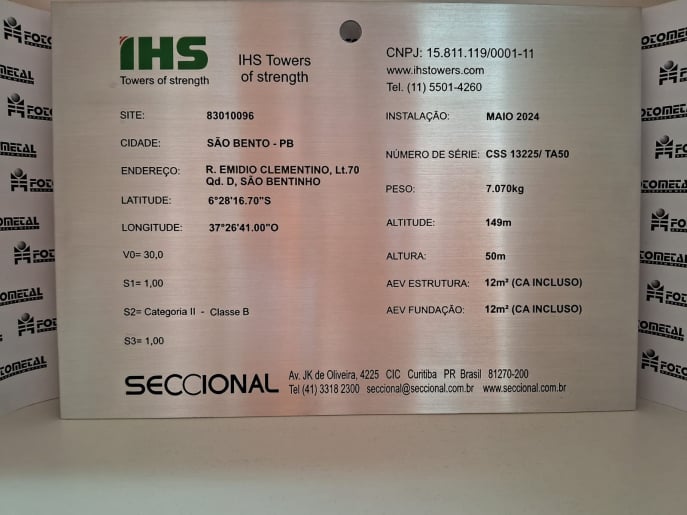 IHS
Towers of strength
IHS Towers
of strength
CNPJ: 15.811.119/0001-11
www.ihstowers.com
Tel. (11) 5501-4260
SITE: 83010096
CIDADE: SÃO BENTO - PB
ENDEREÇO: R. EMIDIO CLEMENTINO, Lt.70
Qd. D, SÃO BENTINHO
LATITUDE: 6°28'16.70"S
LONGITUDE: 37°26'41.00"O
V0= 30,0
S1= 1,00
S2= Categoria II - Classe B
S3= 1,00
INSTALAÇÃO: MAIO 2024
NÚMERO DE SÉRIE: CSS 13225/ TA50
PESO: 7.070kg
ALTITUDE: 149m
ALTURA: 50m
AEV ESTRUTURA: 12m² (CA INCLUSO)
AEV FUNDAÇÃO: 12m² (CA INCLUSO)
SECCIONAL
Av. JK de Oliveira, 4225 CIC Curitiba PR Brasil 81270-200
Tel (41) 3318 2300 seccional@seccional.com.br www.seccional.com.br
FOTOMETAL